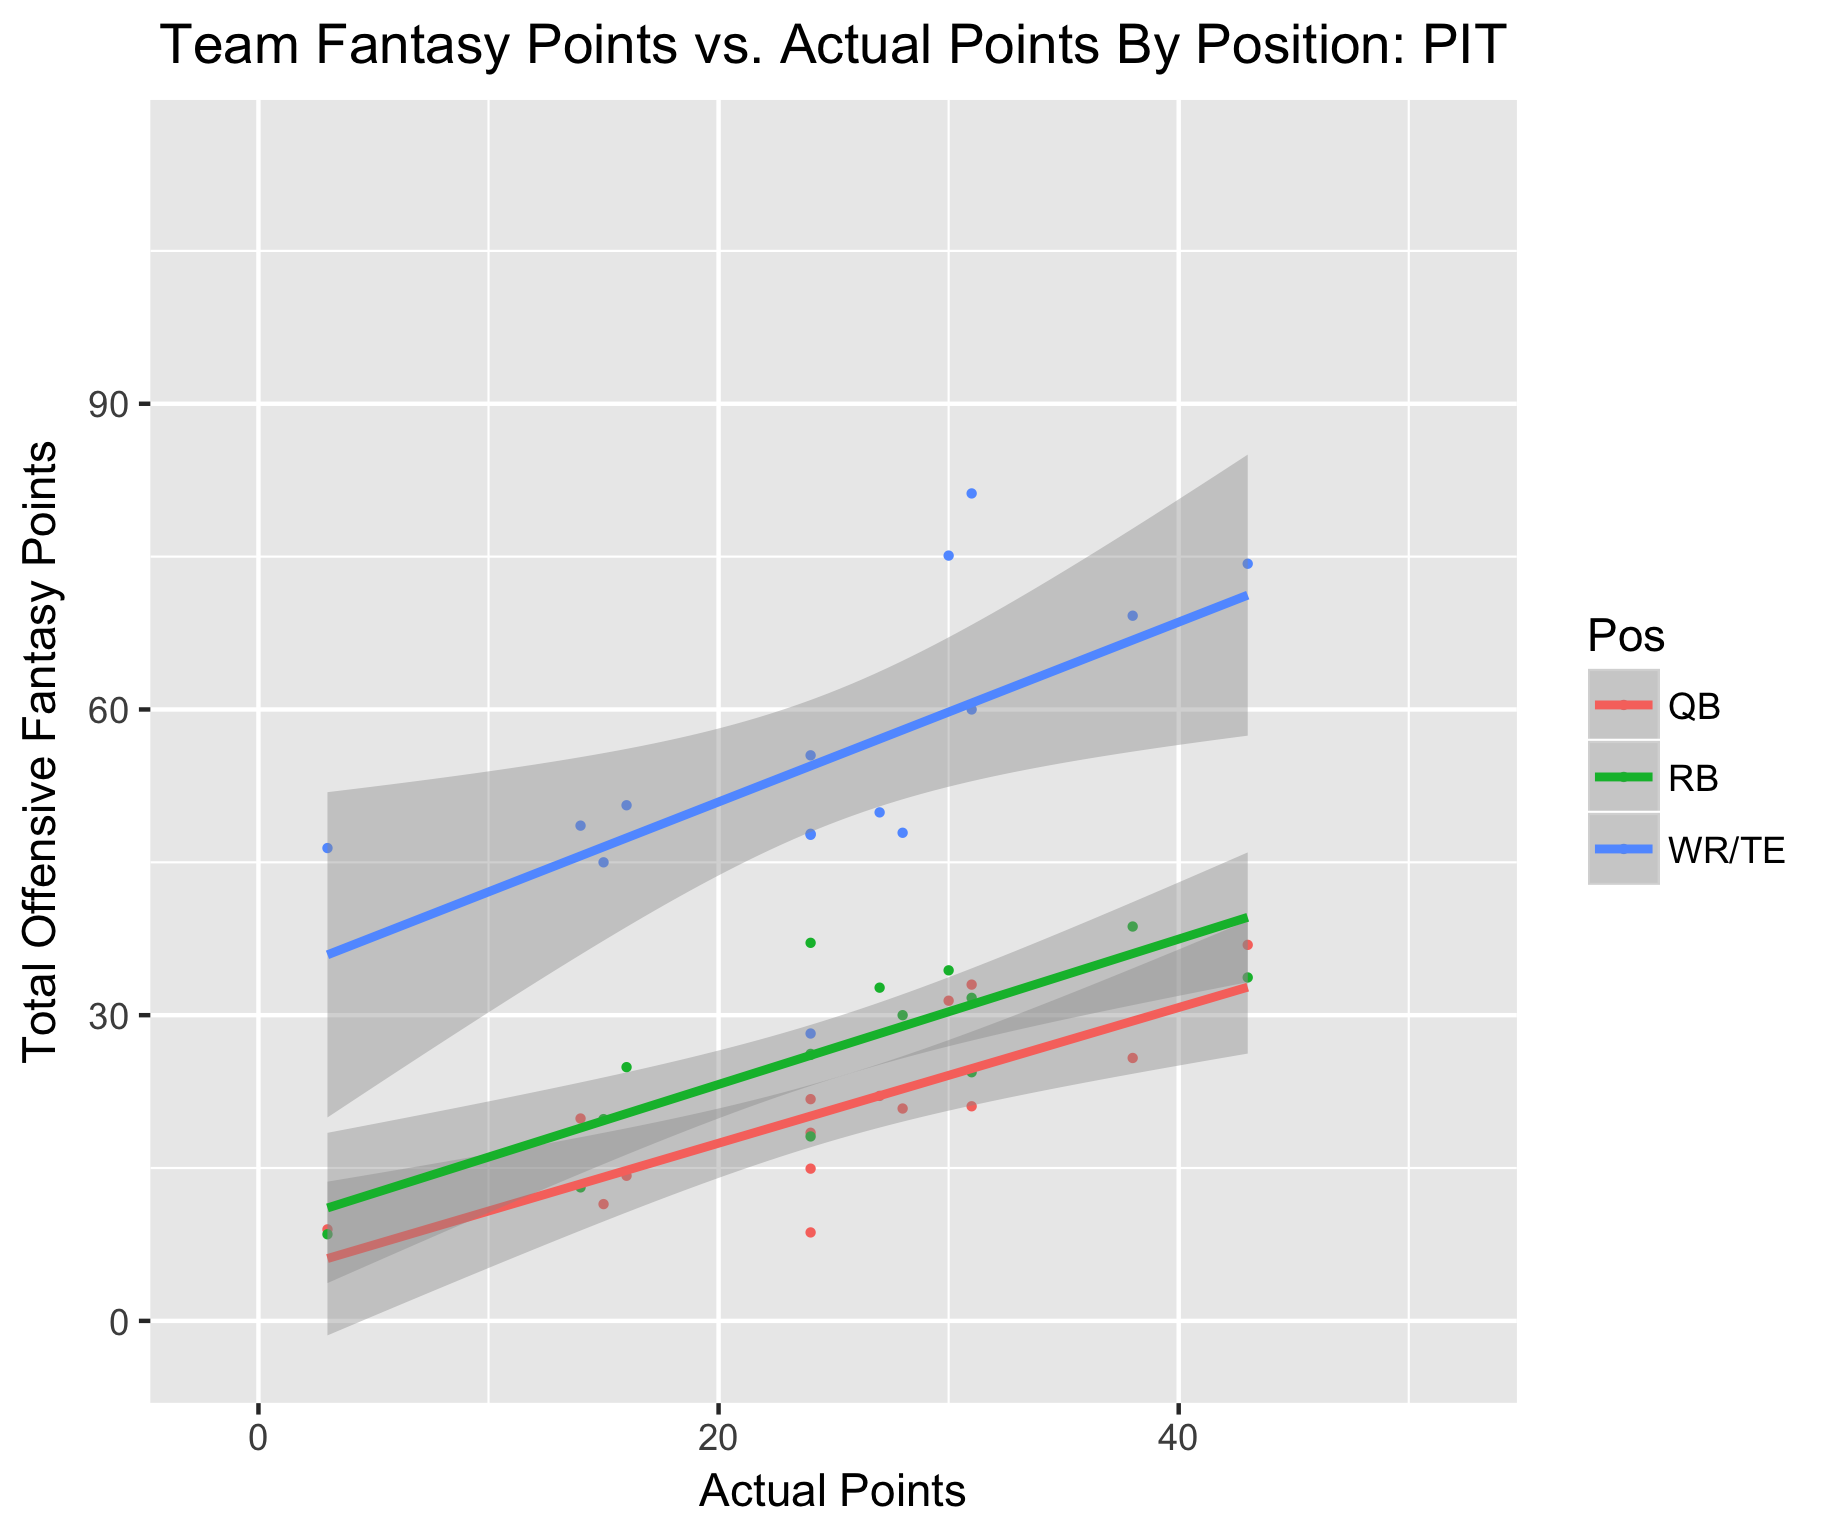 Team Fantasy Points vs. Actual Points By Position: PIT
Total Offensive Fantasy Points
90
60
30
0
0 20 40
Actual Points
Pos
QB
RB
WR/TE